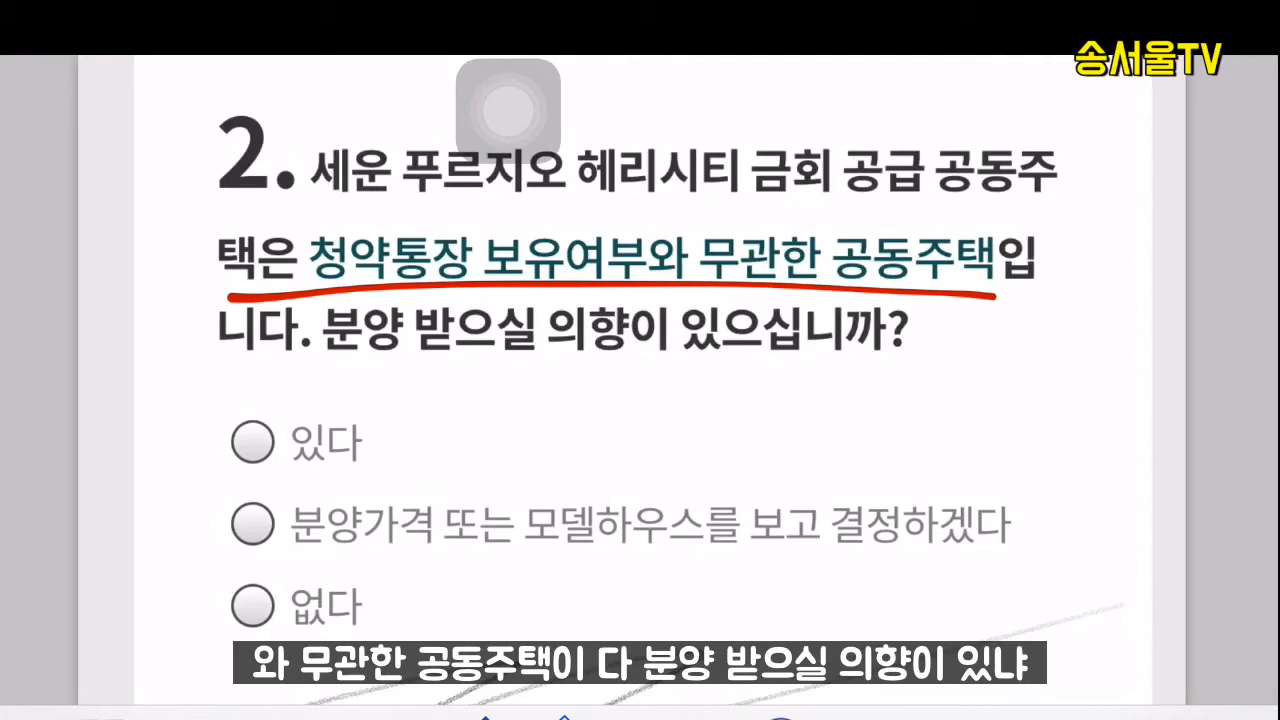 송서울TV
2. 세운 푸르지오 헤리시티 금회 공급 공동주
택은 청약통장 보유여부와 무관한 공동주택입
니다. 분양 받으실 의향이 있으십니까?
있다
분양가격 또는 모델하우스를 보고 결정하겠다
없다
와 무관한 공동주택이 다 분양 받으실 의향이 있냐